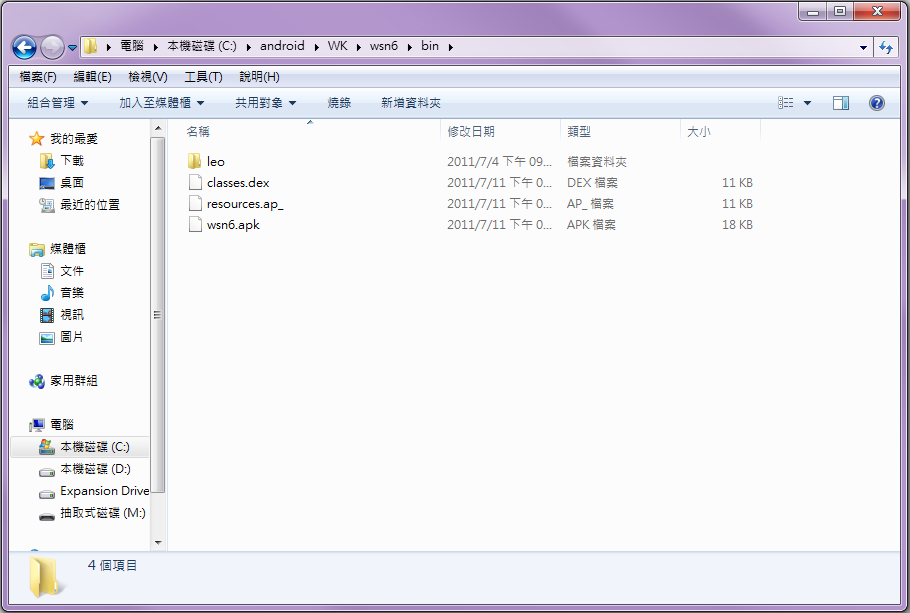 電腦 本機磁碟 (C:) android WK wsn6 bin
檔案(F) 編輯(E) 檢視(V) 工具(T) 說明(H)
組合管理 加入至媒體櫃 共用對象 燒錄 新增資料夾
名稱 修改日期 類型 大小
leo 2011/7/4 下午 09... 檔案資料夾
classes.dex 2011/7/11 下午 0... DEX 檔案 11 KB
resources.ap_ 2011/7/11 下午 0... AP_ 檔案 11 KB
wsn6.apk 2011/7/11 下午 0... APK 檔案 18 KB
我的最愛
下載
桌面
最近的位置
媒體櫃
文件
音樂
視訊
圖片
家用群組
電腦
本機磁碟 (C:)
本機磁碟 (D:)
Expansion Drive
抽取式磁碟 (M:)
4 個項目